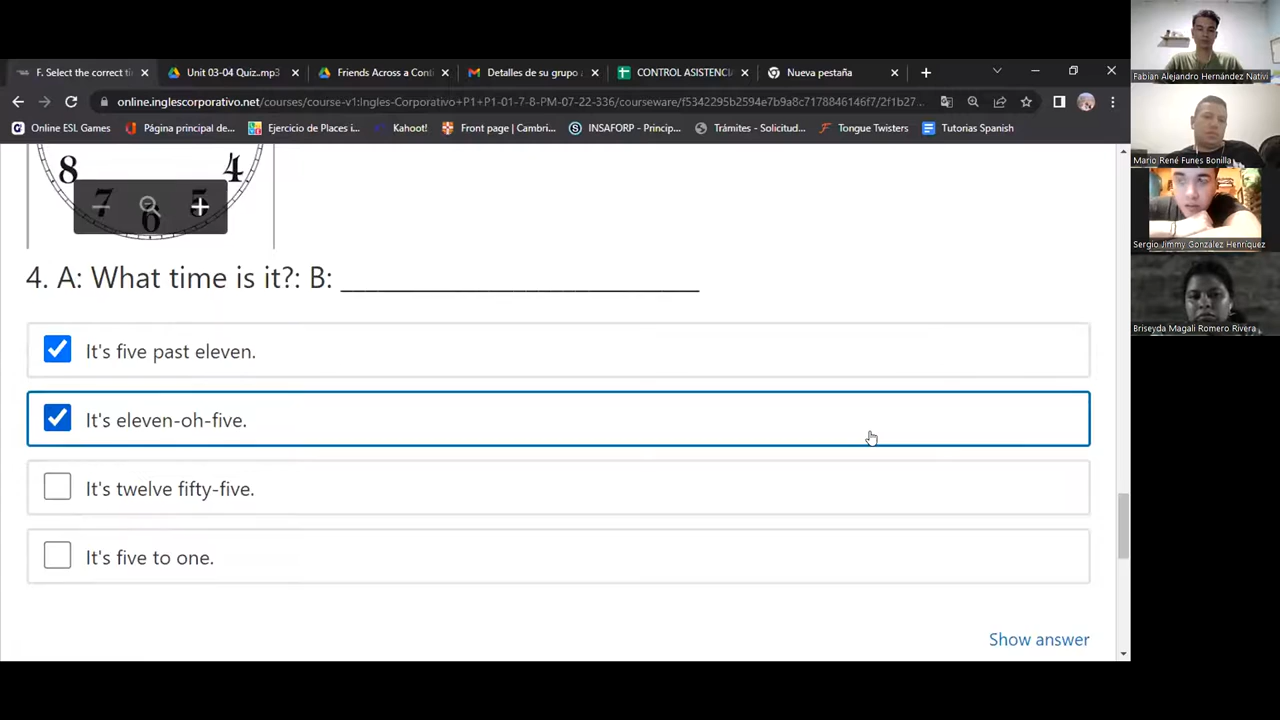 F. Select the correct ti
Unit 03-04 Quiz..mp3
Friends Across a Conti
Detalles de su grupo
CONTROL ASISTENCI
Nueva pestaña
online.inglescorporativo.net/courses/course-v1:Ingles-Corporativo+P1+P1-01-7-8-PM-07-22-336/courseware/f5342295b2594e7b9a8c7178846146f7/2f1b27...
Online ESL Games
Página principal de...
Ejercicio de Places i...
Kahoot!
Front page | Cambri...
INSAFORP - Princip...
Trámites - Solicitud...
Tongue Twisters
Tutorias Spanish
8 4
7 6 5
4. A: What time is it?: B: ______________________________
It's five past eleven.
It's eleven-oh-five.
It's twelve fifty-five.
It's five to one.
Show answer
Fabian Alejandro Hernández Nativi
Mario René Funes Bonilla
Sergio Jimmy Gonzalez Henriquez
Briseyda Magali Romero Rivera